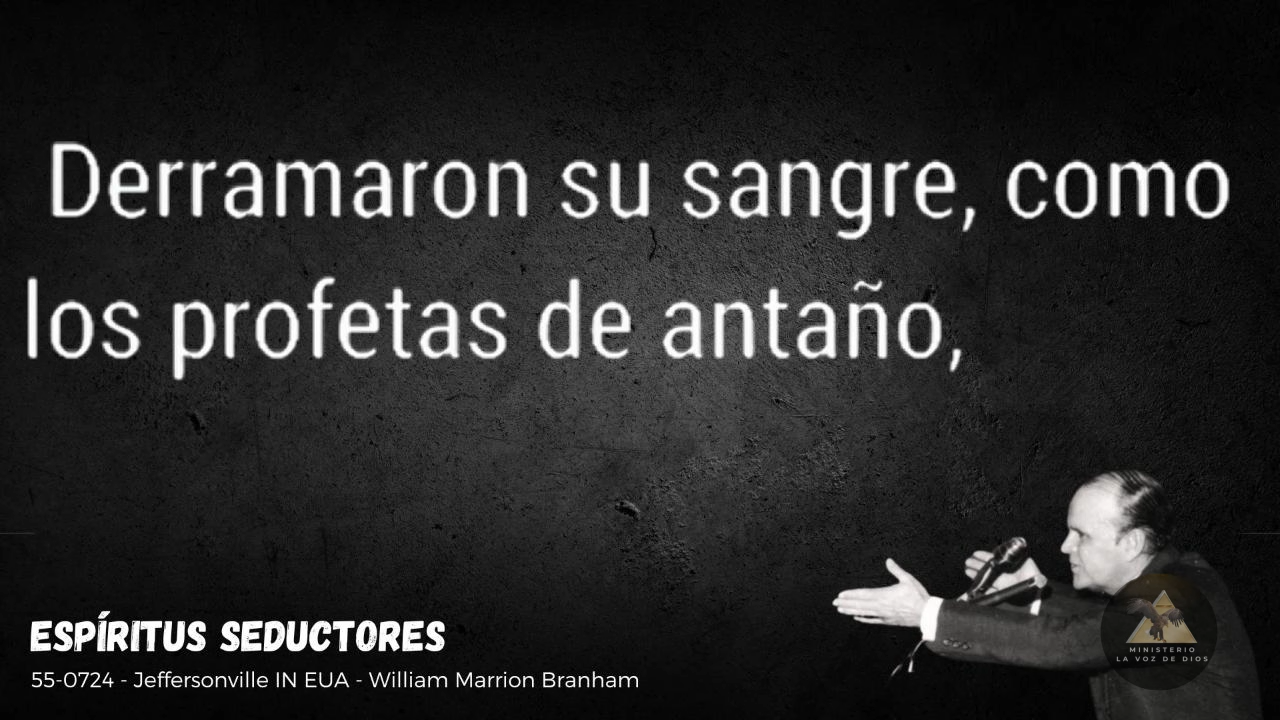 Derramaron su sangre, como
los profetas de antaño,
ESPÍRITUS SEDUCTORES
55-0724 - Jeffersonville IN EUA - William Marrion Branham
MINISTERIO
LA VOZ DE DIOS